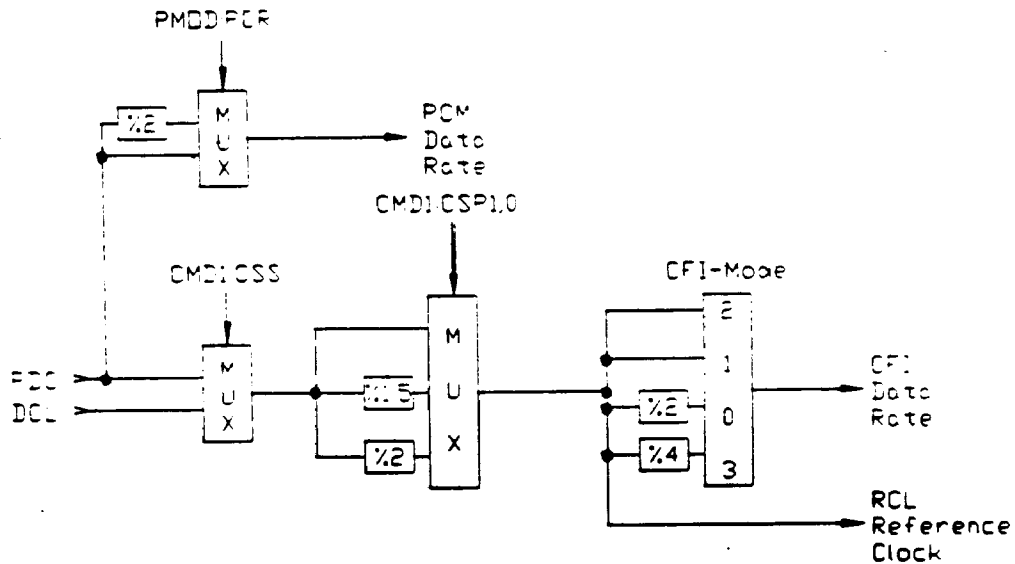 PMOD:PCR
%2
M
U
X
PCM
Data
Rate
CMD1:CSP1,0
CMD1:CSS
CFI-Mode
PDC
DCL
M
U
X
%1.5
%2
M
U
X
%2
%4
2
1
0
3
CFI
Data
Rate
RCL
Reference
Clock